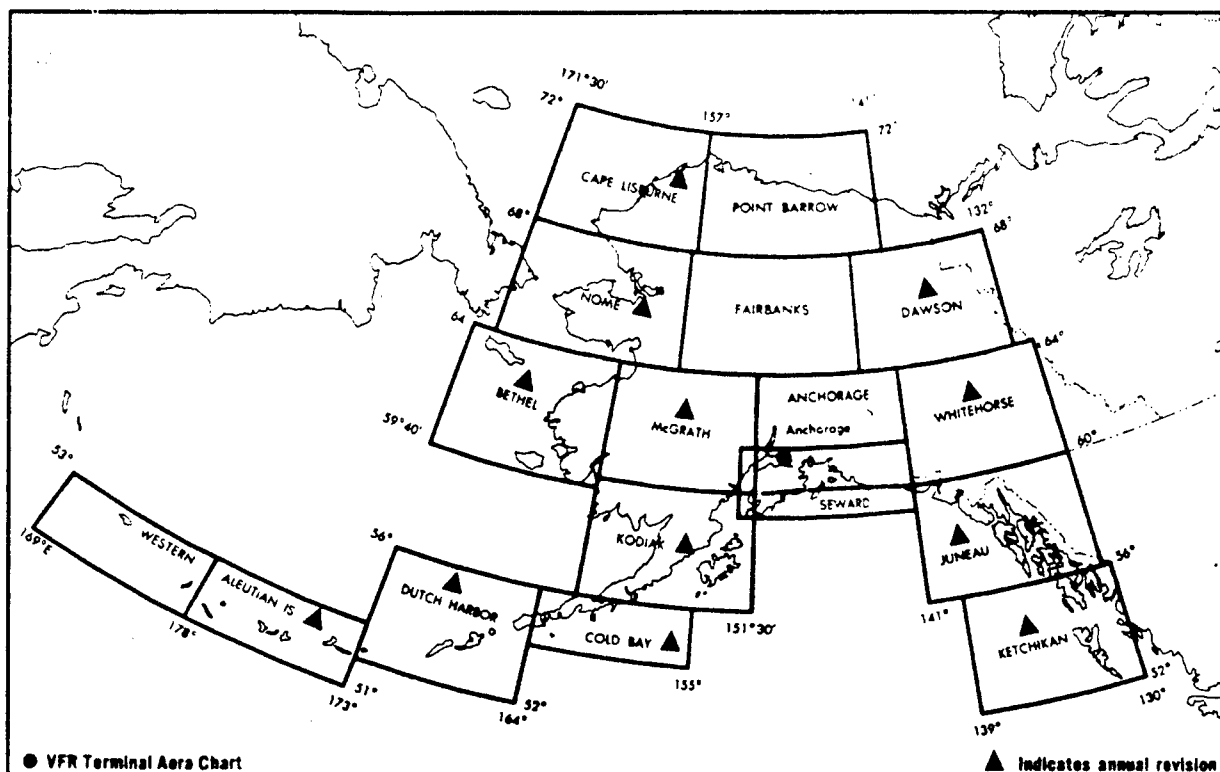 171°30'
72°
157°
14
72°
CAPE LISBURNE
POINT BARROW
132°
68°
68°
NOME
FAIRBANKS
DAWSON
64
64°
BETHEL
McGRATH
ANCHORAGE
Anchorage
WHITEHORSE
59°40'
60°
53°
SEWARD
WESTERN
KODIAK
JUNEAU
169°E
56°
56°
ALEUTIAN IS
DUTCH HARBOR
COLD BAY
151°30'
141°
178°
KETCHIKAN
155°
51°
173°
52°
164°
52°
130°
139°
● VFR Terminal Aera Chart
▲ Indicates annual revision